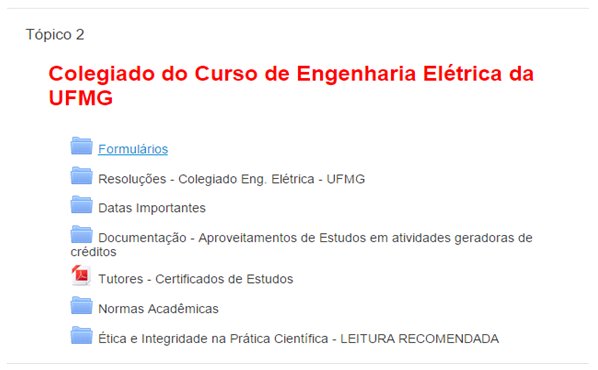 Tópico 2
Colegiado do Curso de Engenharia Elétrica da
UFMG
Formulários
Resoluções - Colegiado Eng. Elétrica - UFMG
Datas Importantes
Documentação - Aproveitamentos de Estudos em atividades geradoras de
créditos
Tutores - Certificados de Estudos
Normas Acadêmicas
Ética e Integridade na Prática Científica - LEITURA RECOMENDADA